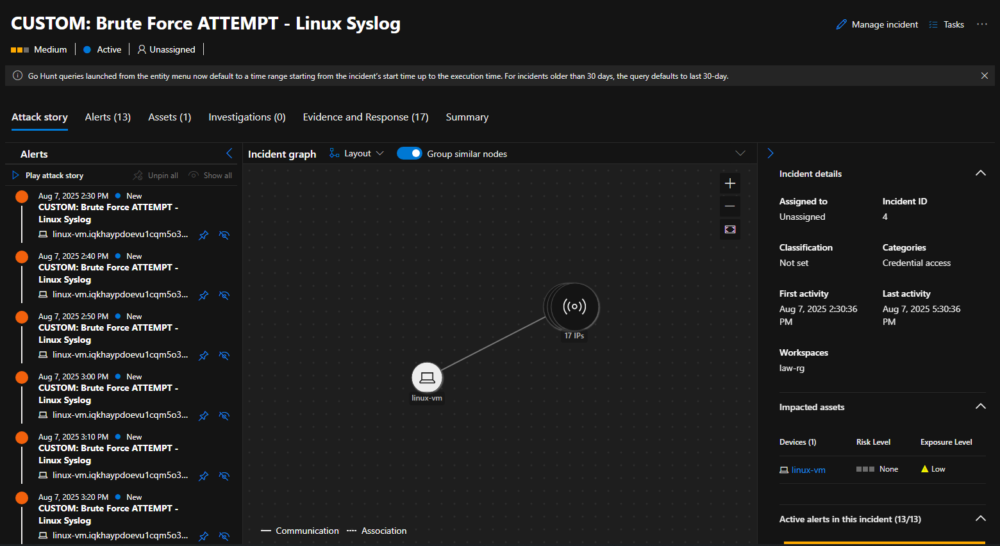 CUSTOM: Brute Force ATTEMPT - Linux Syslog
Manage incident
Tasks
Medium
Active
Unassigned
Go Hunt queries launched from the entity menu now default to a time range starting from the incident's start time up to the execution time. For incidents older than 30 days, the query defaults to last 30-day.
Attack story
Alerts (13)
Assets (1)
Investigations (0)
Evidence and Response (17)
Summary
Alerts
Play attack story
Unpin all
Show all
Aug 7, 2025 2:30 PM New
CUSTOM: Brute Force ATTEMPT -
Linux Syslog
linux-vm.iqkhaypdoevu1cqm5o3...
Aug 7, 2025 2:40 PM New
CUSTOM: Brute Force ATTEMPT -
Linux Syslog
linux-vm.iqkhaypdoevu1cqm5o3...
Aug 7, 2025 2:50 PM New
CUSTOM: Brute Force ATTEMPT -
Linux Syslog
linux-vm.iqkhaypdoevu1cqm5o3...
Aug 7, 2025 3:00 PM New
CUSTOM: Brute Force ATTEMPT -
Linux Syslog
linux-vm.iqkhaypdoevu1cqm5o3...
Aug 7, 2025 3:10 PM New
CUSTOM: Brute Force ATTEMPT -
Linux Syslog
linux-vm.iqkhaypdoevu1cqm5o3...
Aug 7, 2025 3:20 PM New
CUSTOM: Brute Force ATTEMPT -
Linux Syslog
linux-vm.iqkhaypdoevu1cqm5o3...
Incident graph
Layout
Group similar nodes
17 IPs
linux-vm
Communication
Association
Incident details
Assigned to
Unassigned
Incident ID
4
Classification
Not set
Categories
Credential access
First activity
Aug 7, 2025 2:30:36
PM
Last activity
Aug 7, 2025 5:30:36
PM
Workspaces
law-rg
Impacted assets
Devices (1)
Risk Level
Exposure Level
linux-vm
None
Low
Active alerts in this incident (13/13)